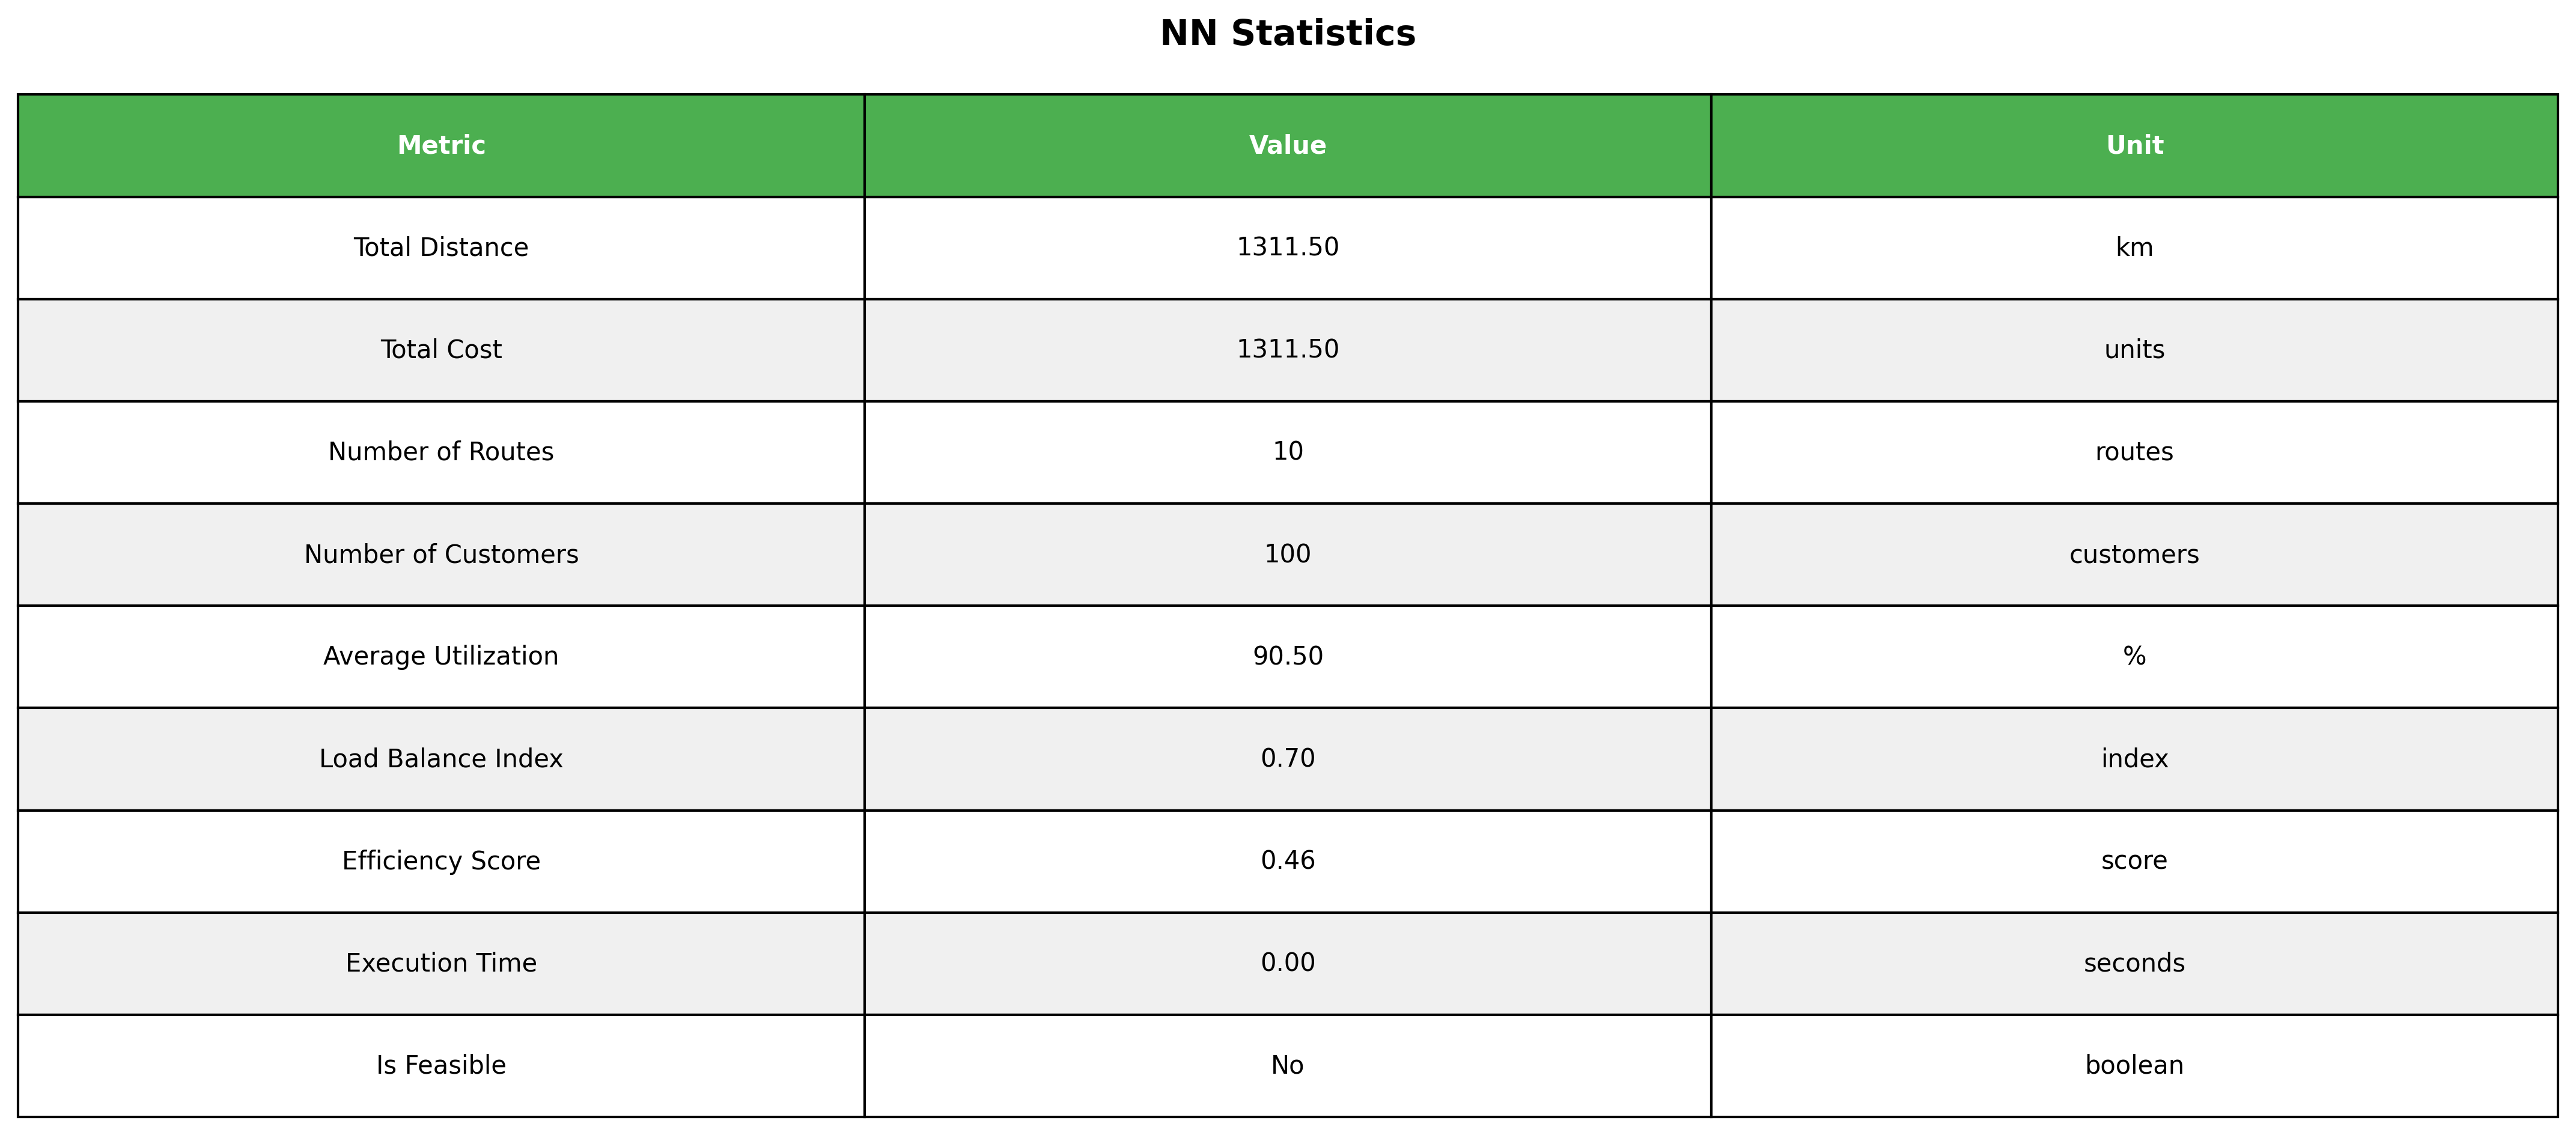 NN Statistics
Metric Value Unit
Total Distance 1311.50 km
Total Cost 1311.50 units
Number of Routes 10 routes
Number of Customers 100 customers
Average Utilization 90.50 %
Load Balance Index 0.70 index
Efficiency Score 0.46 score
Execution Time 0.00 seconds
Is Feasible No boolean